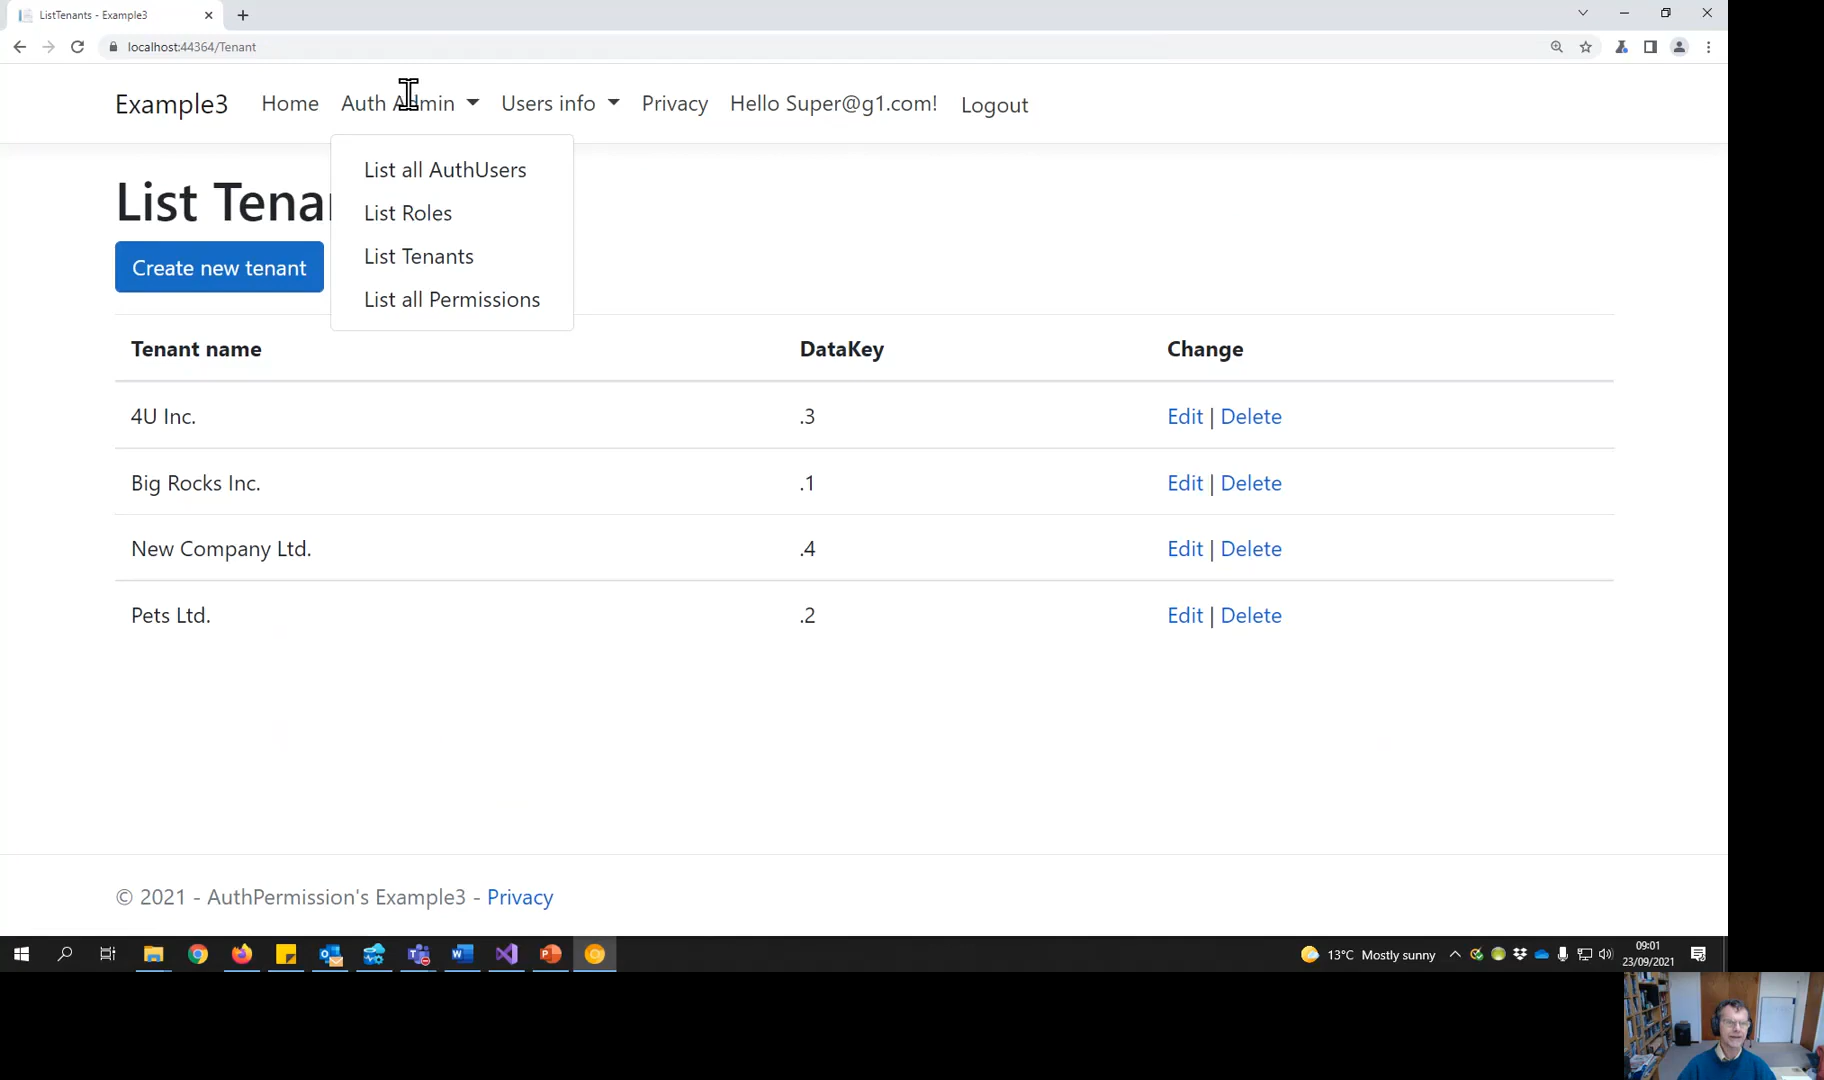 ListTenants - Example3
localhost:44364/Tenant
Example3 Home Auth Admin Users info Privacy Hello Super@g1.com! Logout
List all AuthUsers
List Roles
List Tenants
List all Permissions
List Tena
Create new tenant
Tenant name DataKey Change
4U Inc. .3 Edit | Delete
Big Rocks Inc. .1 Edit | Delete
New Company Ltd. .4 Edit | Delete
Pets Ltd. .2 Edit | Delete
© 2021 - AuthPermission's Example3 - Privacy
13°C Mostly sunny
09:01
23/09/2021